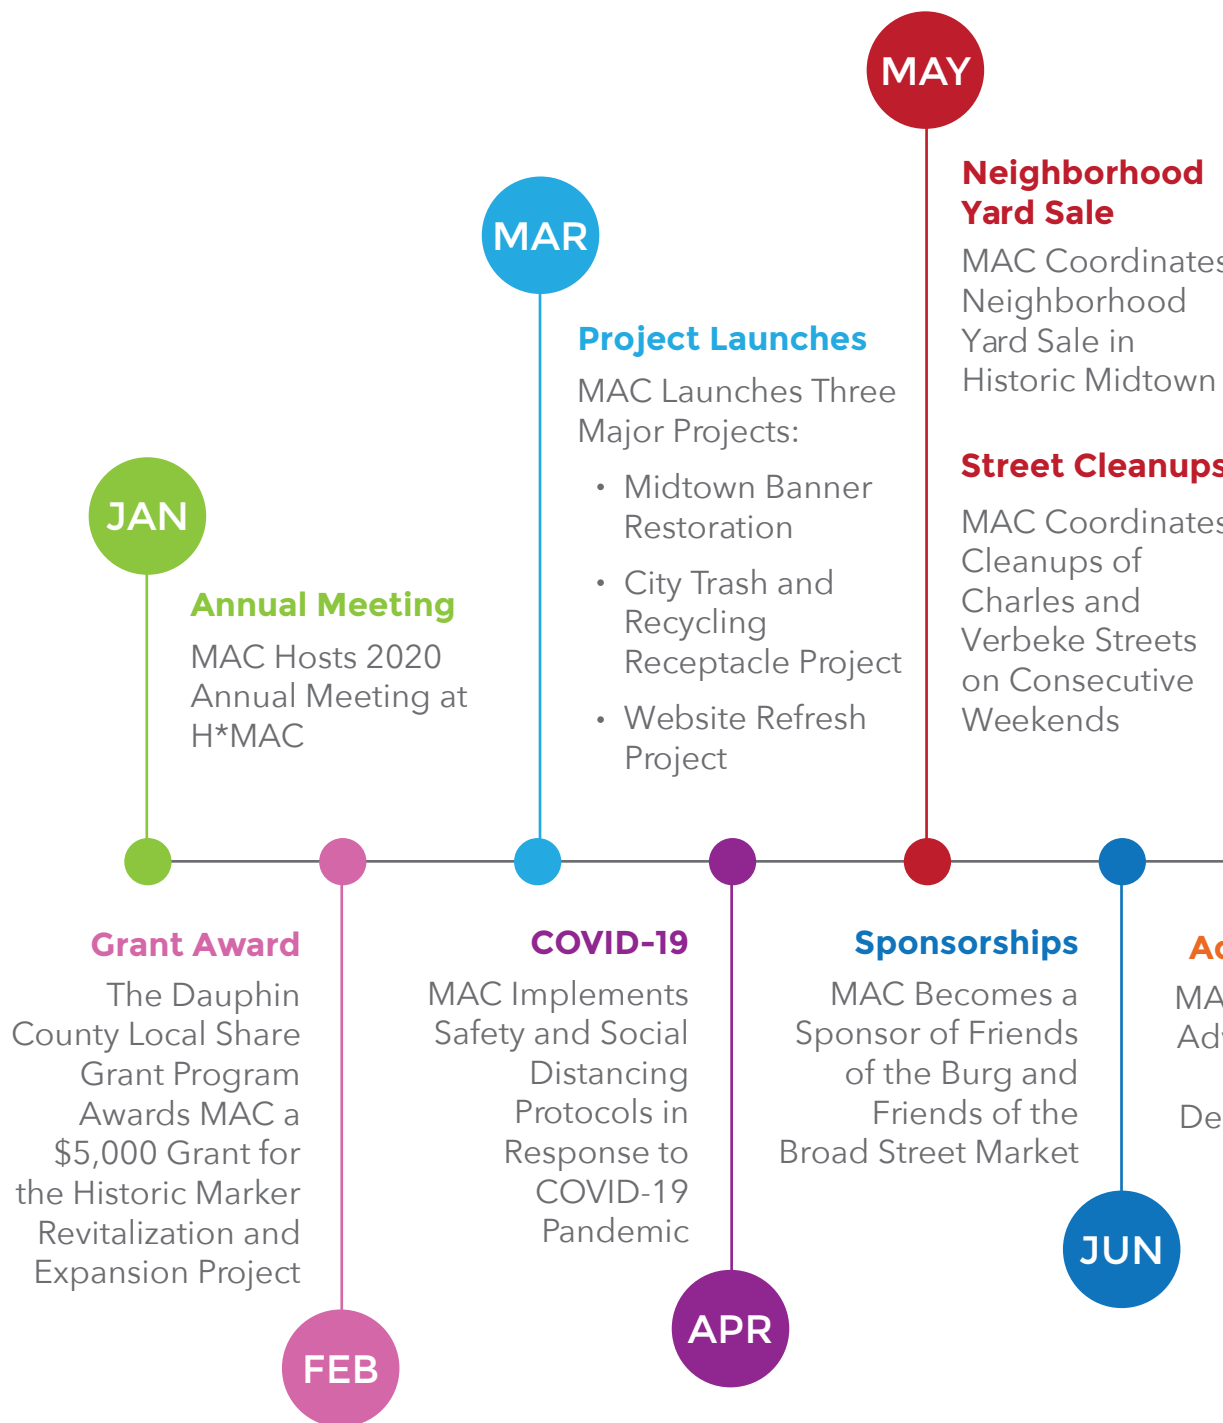 JAN
Annual Meeting
MAC Hosts 2020
Annual Meeting at
H*MAC
Grant Award
The Dauphin
County Local Share
Grant Program
Awards MAC a
$5,000 Grant for
the Historic Marker
Revitalization and
Expansion Project
FEB
MAR
Project Launches
MAC Launches Three
Major Projects:
• Midtown Banner
Restoration
• City Trash and
Recycling
Receptacle Project
• Website Refresh
Project
COVID-19
MAC Implements
Safety and Social
Distancing
Protocols in
Response to
COVID-19
Pandemic
APR
MAY
Neighborhood
Yard Sale
MAC Coordinates
Neighborhood
Yard Sale in
Historic Midtown
Street Cleanups
MAC Coordinates
Cleanups of
Charles and
Verbeke Streets
on Consecutive
Weekends
Sponsorships
MAC Becomes a
Sponsor of Friends
of the Burg and
Friends of the
Broad Street Market
JUN